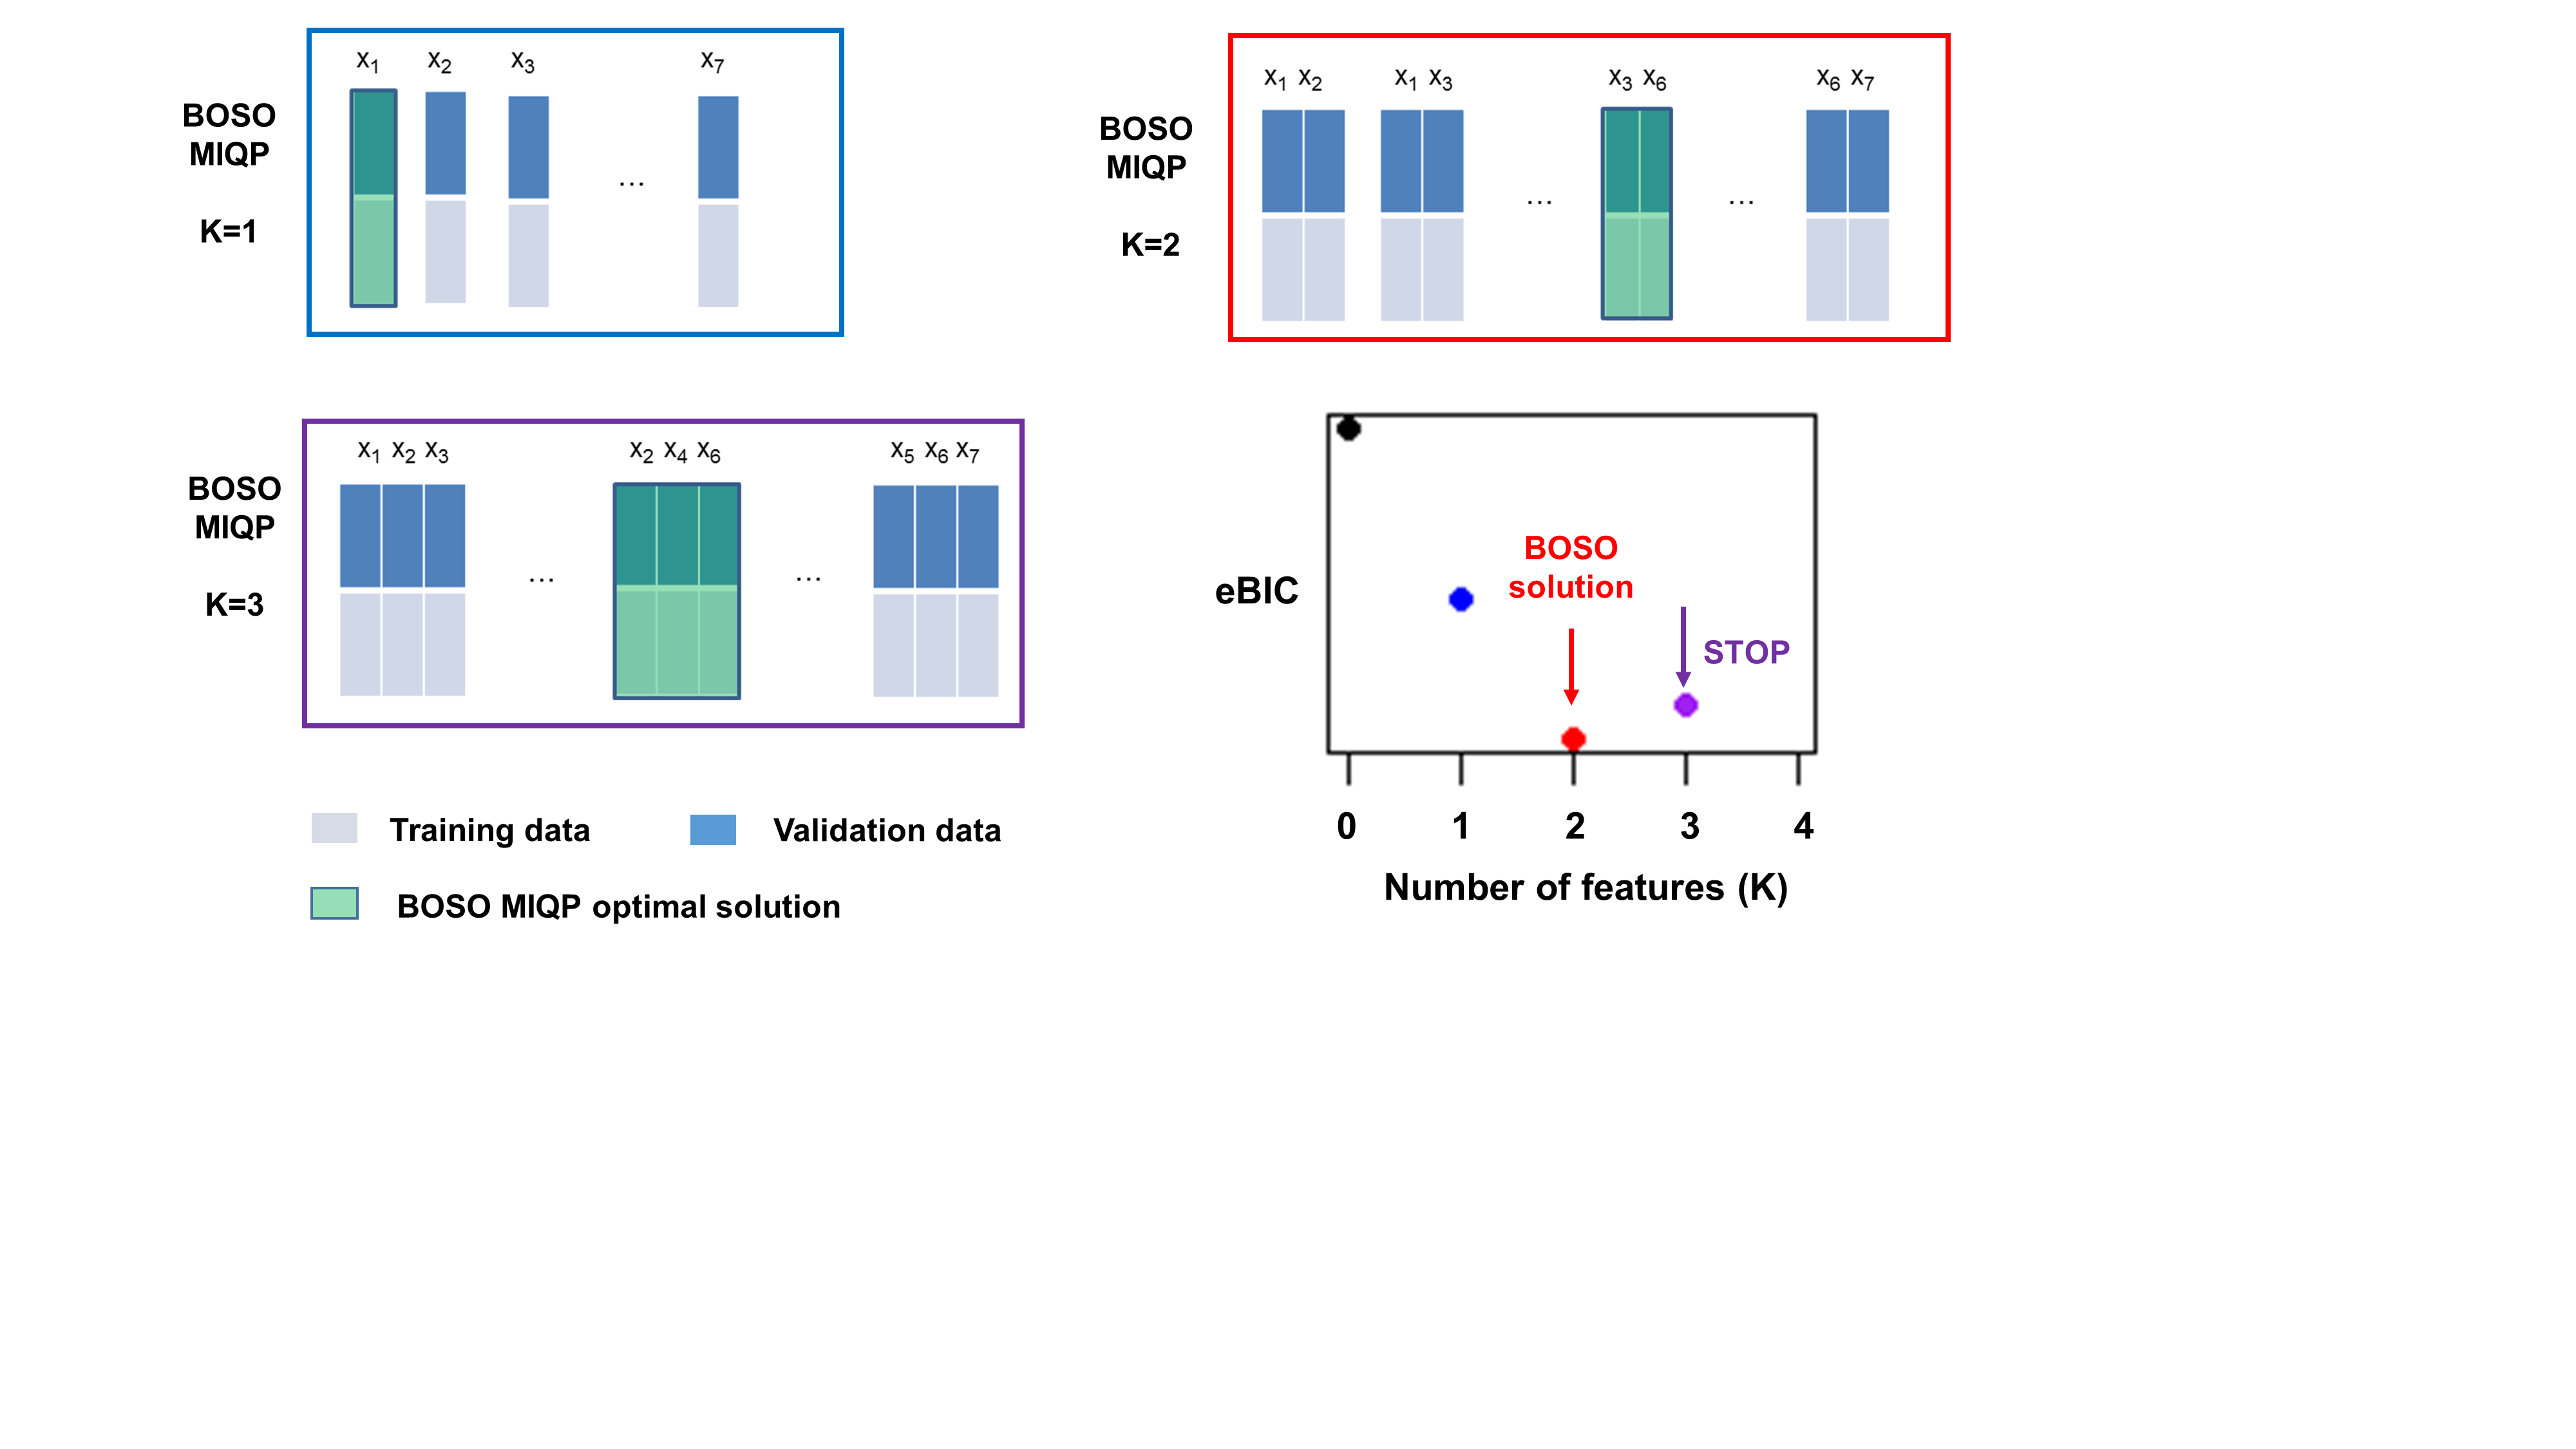 x₁ x₂ x₃ x₇
BOSO
MIQP
...
K=1
x₁ x₂ x₁ x₃ x₃ x₆ x₆ x₇
BOSO
MIQP
... ...
K=2
x₁ x₂ x₃ x₂ x₄ x₆ x₅ x₆ x₇
BOSO
MIQP
... ...
K=3
BOSO
solution
eBIC
STOP
0 1 2 3 4
Number of features (K)
Training data Validation data
BOSO MIQP optimal solution